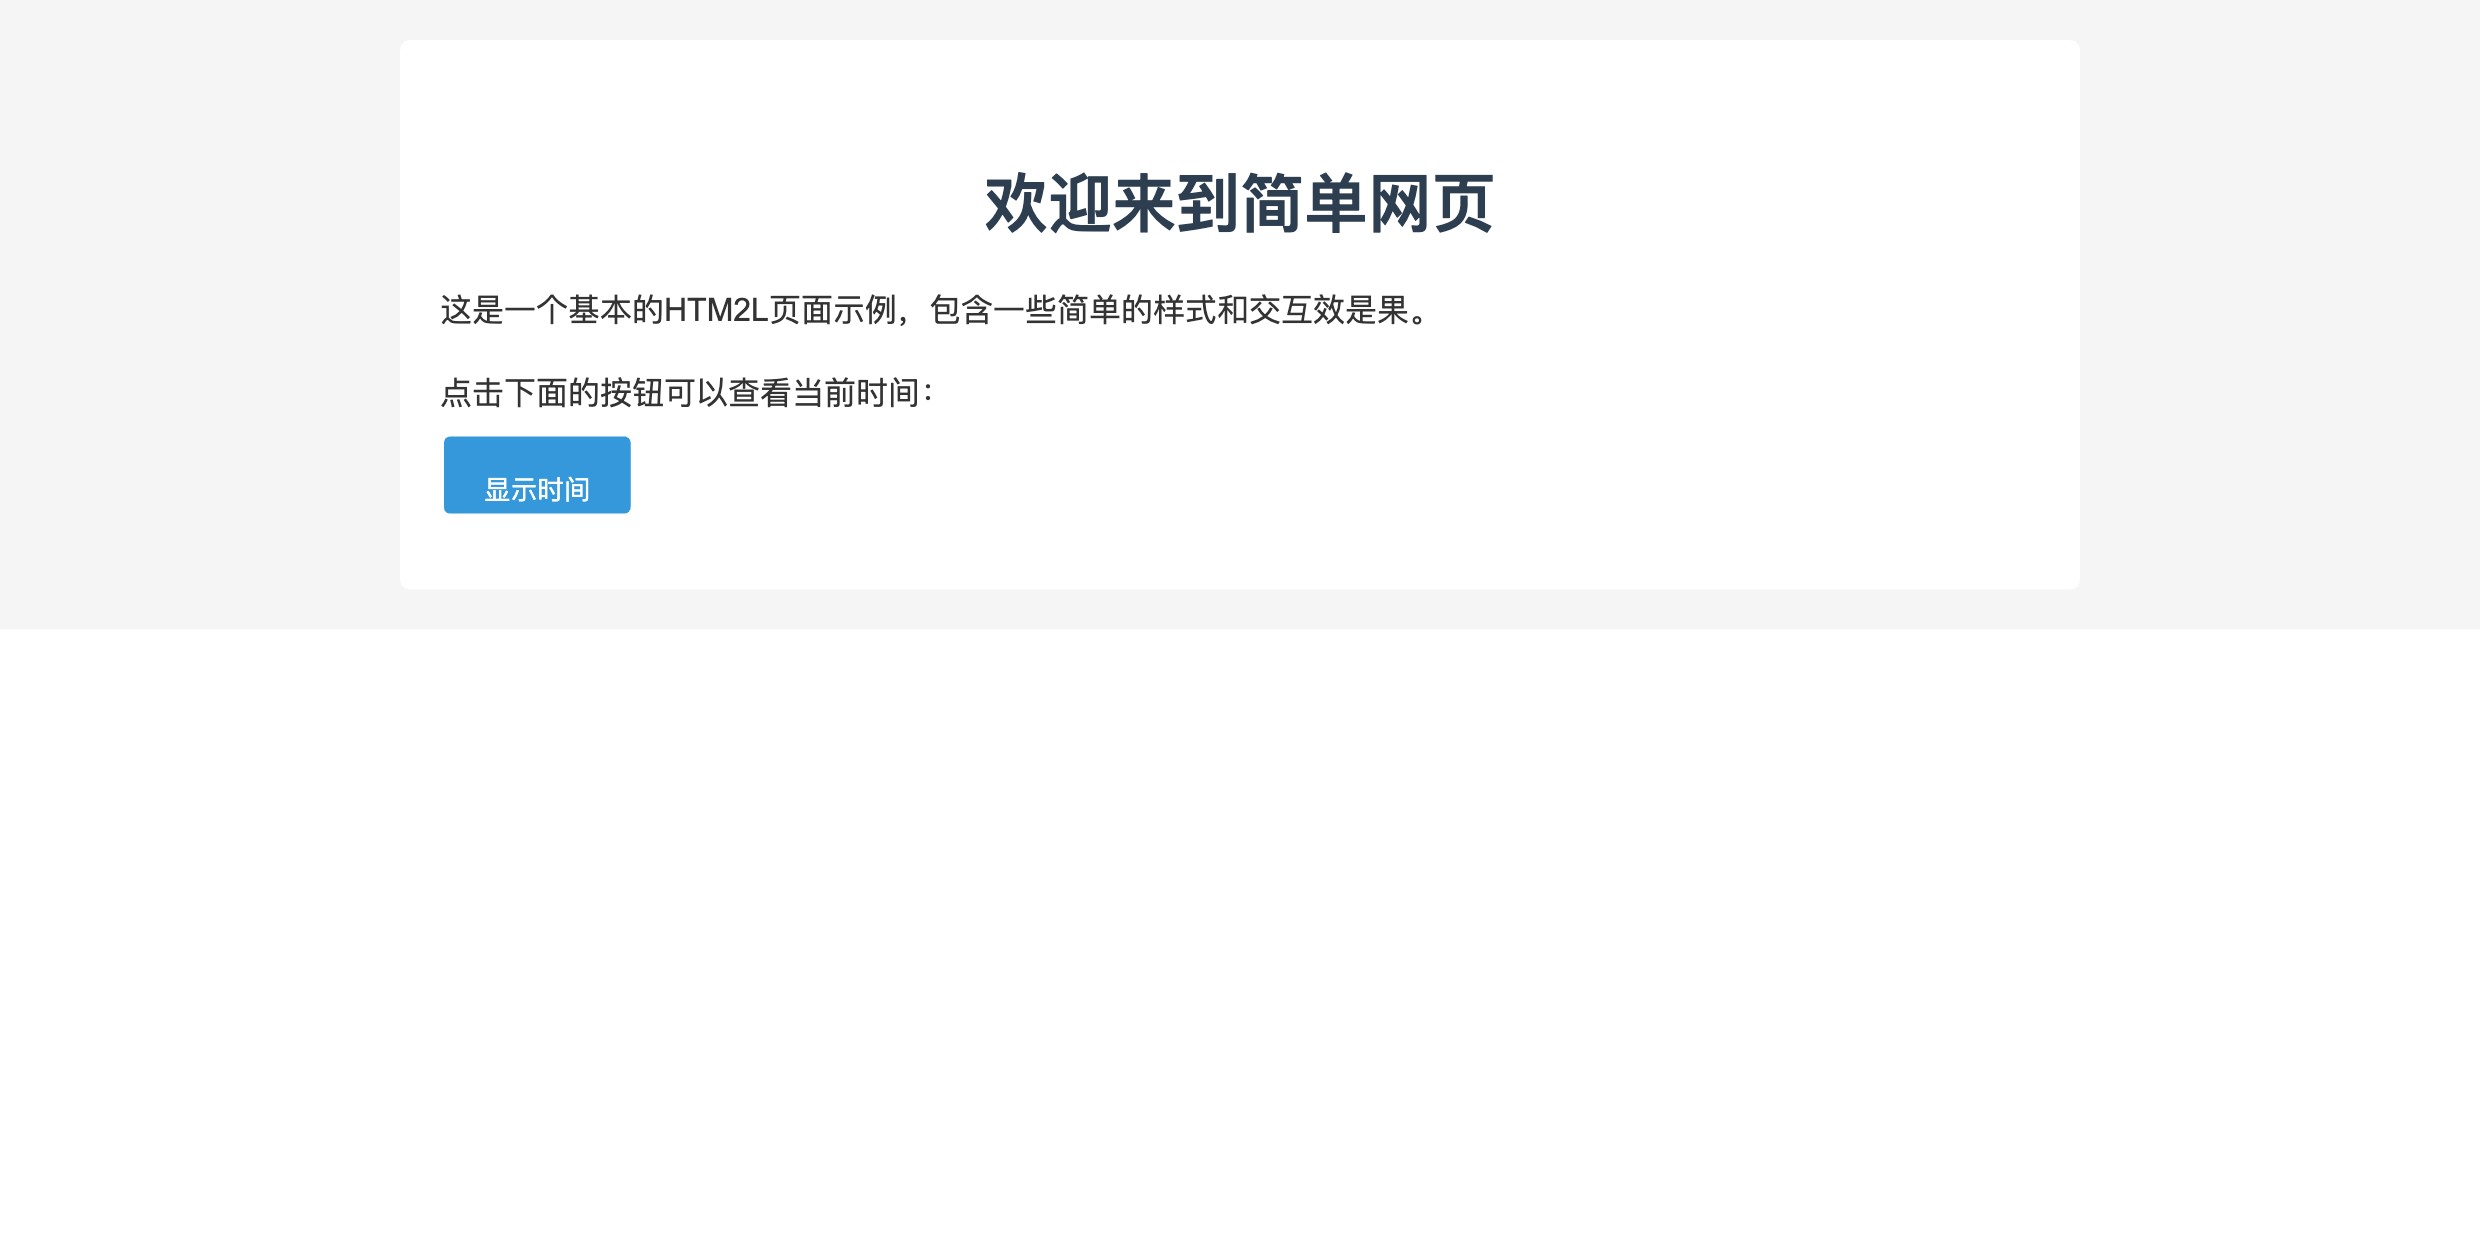 欢迎来到简单网页
这是一个基本的HTM2L页面示例，包含一些简单的样式和交互效是果。
点击下面的按钮可以查看当前时间：
显示时间